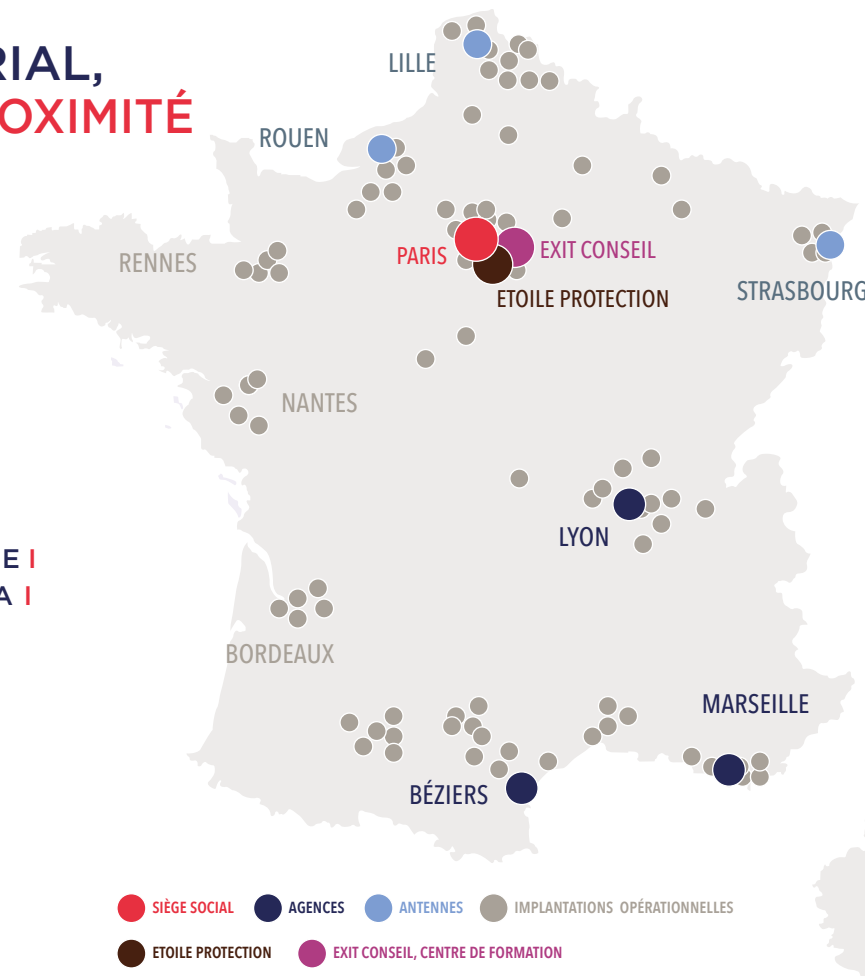 RIAL,
OXIMITÉ
LILLE
ROUEN
RENNES
PARIS
EXIT CONSEIL
ETOILE PROTECTION
STRASBOURG
NANTES
E I
A I
LYON
BORDEAUX
MARSEILLE
BÉZIERS
SIÈGE SOCIAL AGENCES ANTENNES IMPLANTATIONS OPÉRATIONNELLES
ETOILE PROTECTION EXIT CONSEIL, CENTRE DE FORMATION